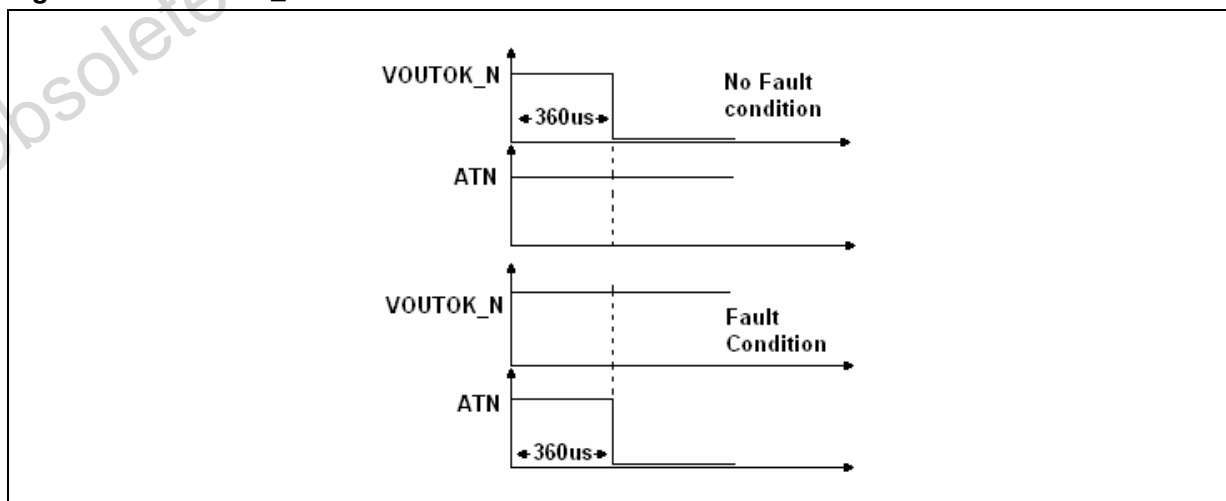 VOUTOK_N
No Fault
condition
360us
ATN
VOUTOK_N
Fault
Condition
ATN
360us